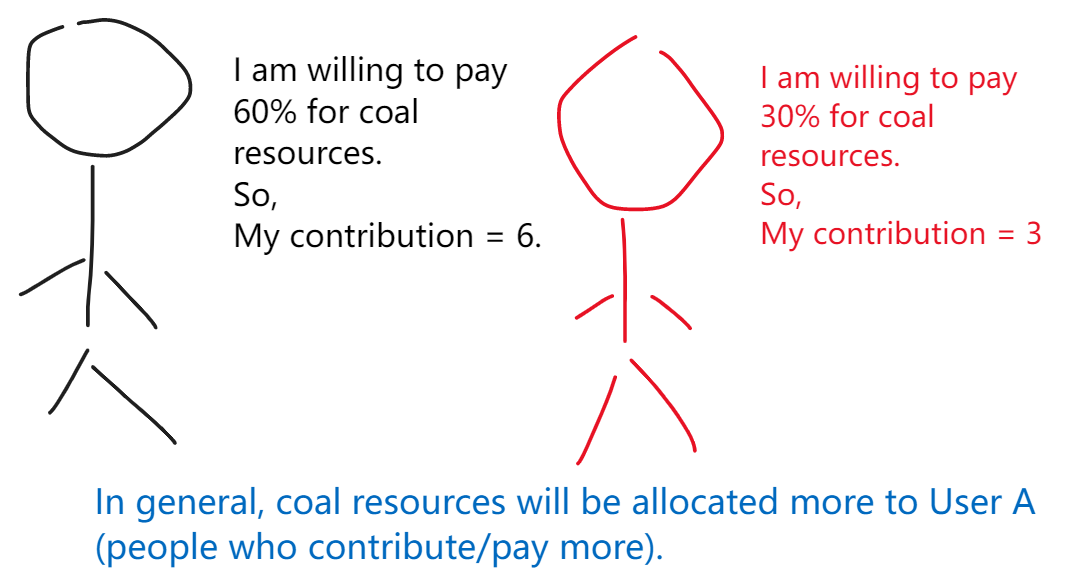 I am willing to pay
60% for coal
resources.
So,
My contribution = 6.
I am willing to pay
30% for coal
resources.
So,
My contribution = 3
In general, coal resources will be allocated more to User A
(people who contribute/pay more).